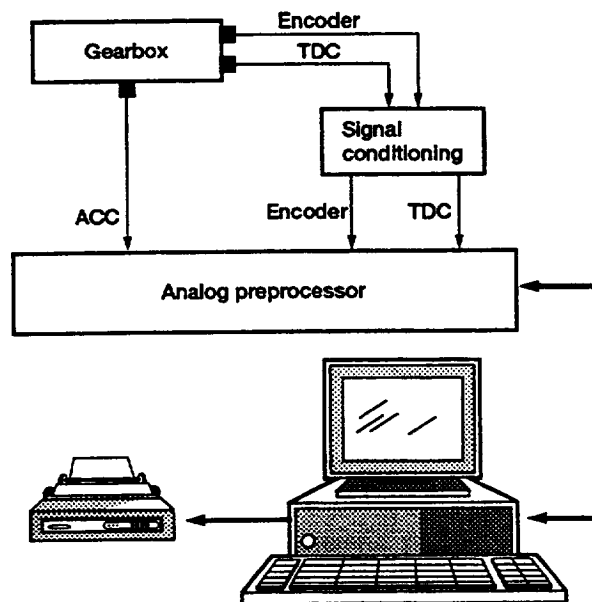 Encoder
Gearbox
TDC
Signal
conditioning
ACC
Encoder
TDC
Analog preprocessor